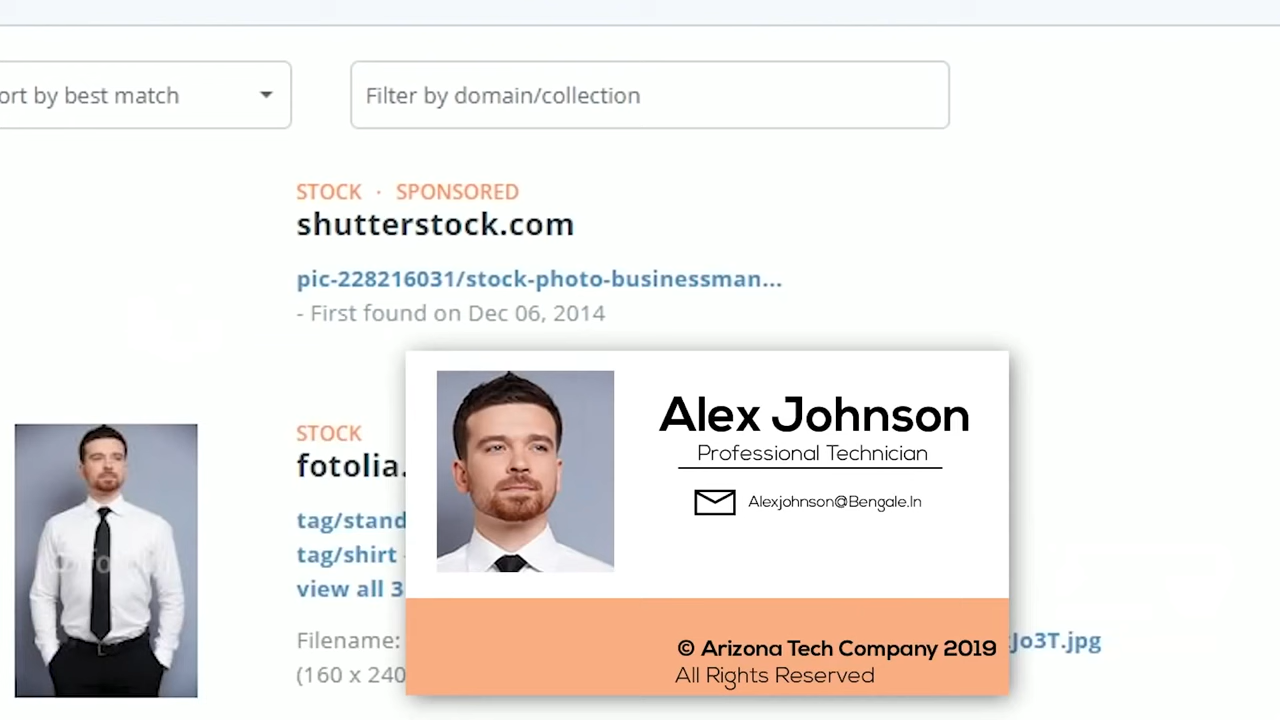 ort by best match
Filter by domain/collection
STOCK · SPONSORED
shutterstock.com
pic-228216031/stock-photo-businessman...
- First found on Dec 06, 2014
STOCK
fotolia.
tag/stand
tag/shirt -
view all 3
Filename:
Jo3T.jpg
(160 x 240
Alex Johnson
Professional Technician
Alexjohnson@Bengale.In
© Arizona Tech Company 2019
All Rights Reserved